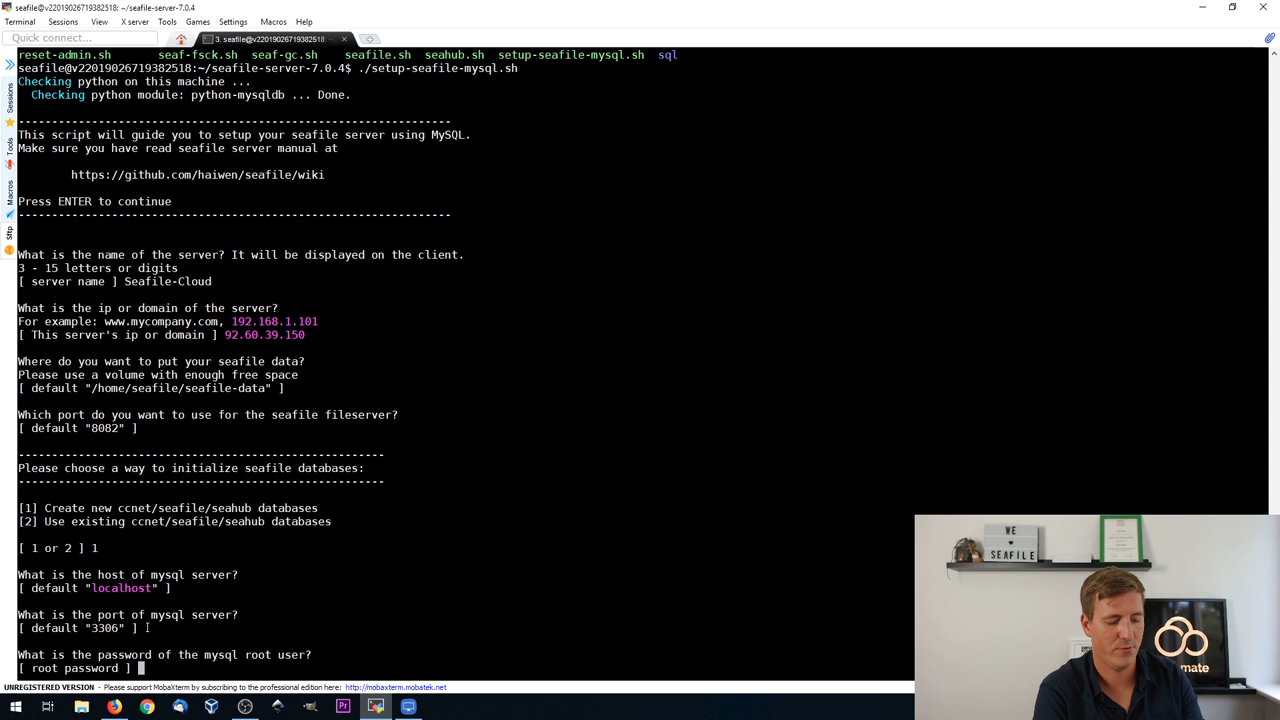 seafile@v22019026719382518: ~/seafile-server-7.0.4
Terminal Sessions View X server Tools Games Settings Macros Help
Quick connect...
3. seafile@v22019026719382518:
reset-admin.sh seaf-fsck.sh seaf-gc.sh seafile.sh seahub.sh setup-seafile-mysql.sh sql
seafile@v22019026719382518:~/seafile-server-7.0.4$ ./setup-seafile-mysql.sh
Checking python on this machine ...
Checking python module: python-mysqldb ... Done.
-----------------------------------------------------------------
This script will guide you to setup your seafile server using MySQL.
Make sure you have read seafile server manual at
https://github.com/haiwen/seafile/wiki
Press ENTER to continue
-----------------------------------------------------------------
What is the name of the server? It will be displayed on the client.
3 - 15 letters or digits
[ server name ] Seafile-Cloud
What is the ip or domain of the server?
For example: www.mycompany.com, 192.168.1.101
[ This server's ip or domain ] 92.60.39.150
Where do you want to put your seafile data?
Please use a volume with enough free space
[ default "/home/seafile/seafile-data" ]
Which port do you want to use for the seafile fileserver?
[ default "8082" ]
-------------------------------------------------------
Please choose a way to initialize seafile databases:
-------------------------------------------------------
[1] Create new ccnet/seafile/seahub databases
[2] Use existing ccnet/seafile/seahub databases
[ 1 or 2 ] 1
What is the host of mysql server?
[ default "localhost" ]
What is the port of mysql server?
[ default "3306" ]
What is the password of the mysql root user?
[ root password ]
Sessions
Tools
Macros
Sftp
WE
♥
SEAFILE
mate
UNREGISTERED VERSION - Please support MobaXterm by subscribing to the professional edition here: http://mobaxterm.mobatek.net
Pr